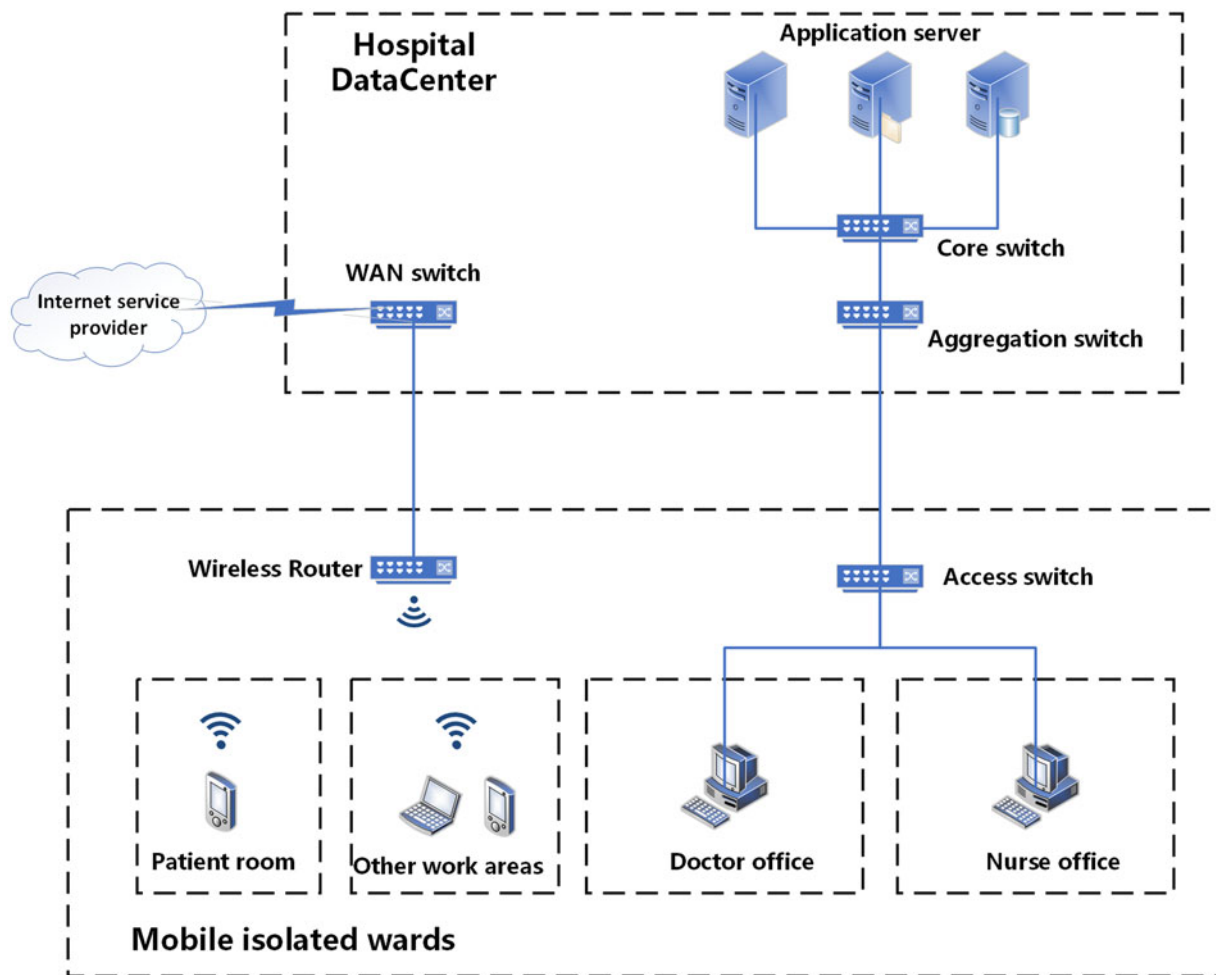 Hospital
DataCenter
Application server
Core switch
WAN switch
Internet service
provider
Aggregation switch
Wireless Router
Access switch
Patient room
Other work areas
Doctor office
Nurse office
Mobile isolated wards